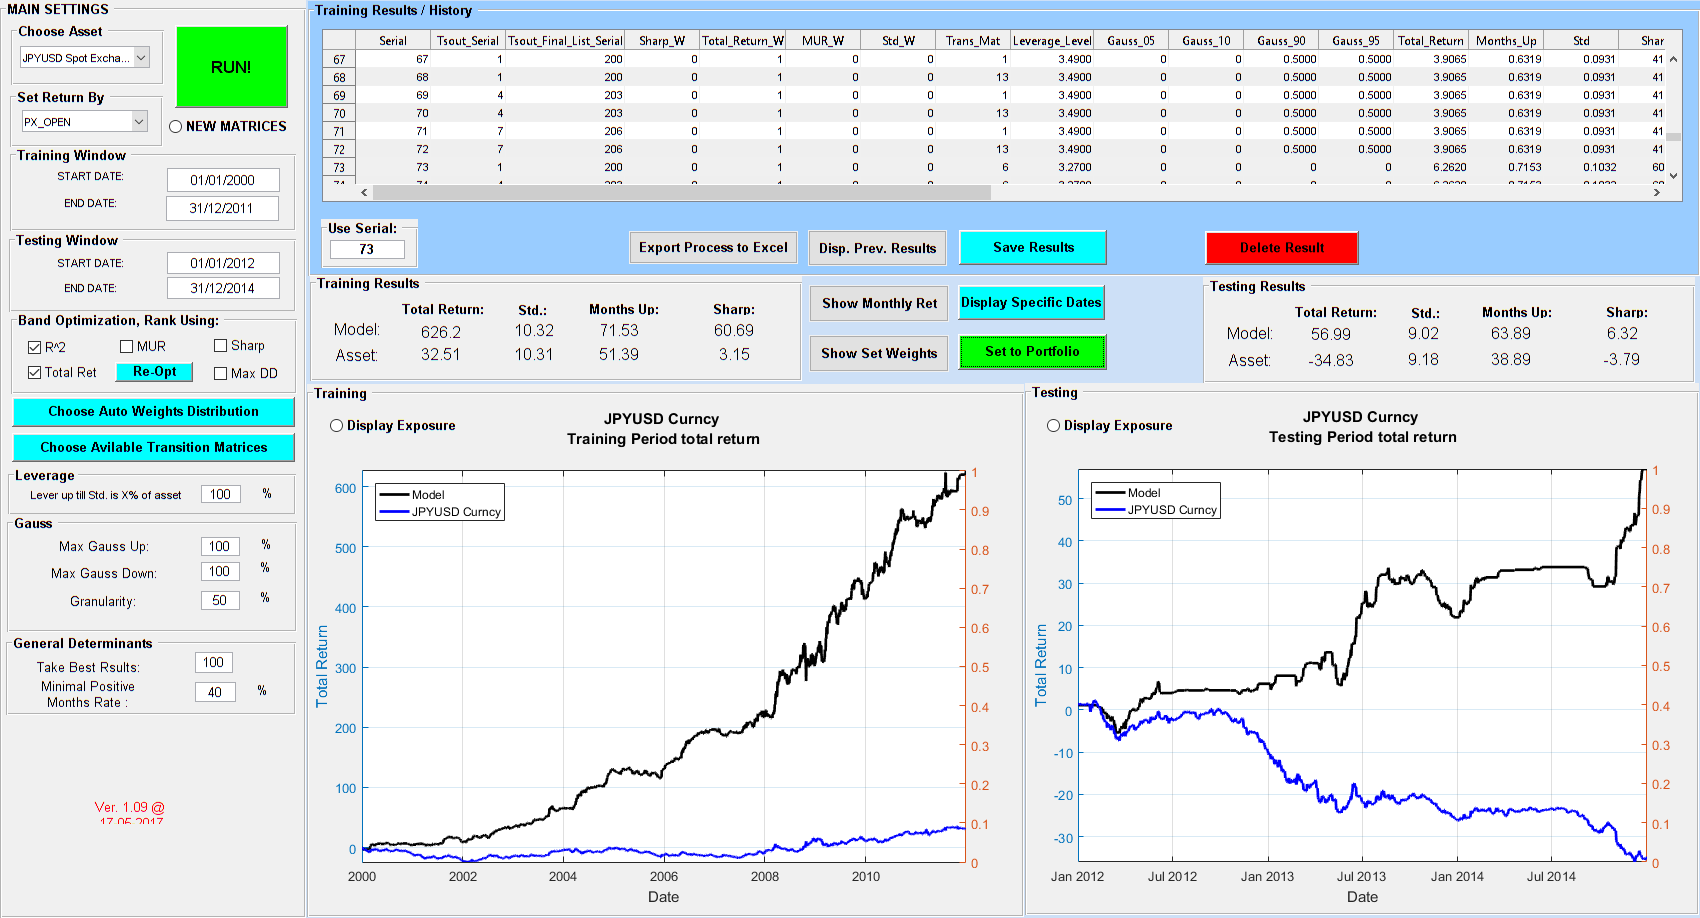 MAIN SETTINGS
Choose Asset
JPYUSD Spot Excha...
RUN!
Set Return By
PX_OPEN
NEW MATRICES
Training Window
START DATE: 01/01/2000
END DATE: 31/12/2011
Testing Window
START DATE: 01/01/2012
END DATE: 31/12/2014
Band Optimization, Rank Using:
R^2 MUR Sharp
Total Ret Re-Opt Max DD
Choose Auto Weights Distribution
Choose Avilable Transition Matrices
Leverage
Lever up till Std. is X% of asset 100 %
Gauss
Max Gauss Up: 100 %
Max Gauss Down: 100 %
Granularity: 50 %
General Determinants
Take Best Rsults: 100
Minimal Positive
Months Rate : 40 %
Ver. 1.09 @
17.05.2017
Training Results / History
Serial Tsout_Serial Tsout_Final_List_Serial Sharp_W Total_Return_W MUR_W Std_W Trans_Mat Leverage_Level Gauss_05 Gauss_10 Gauss_90 Gauss_95 Total_Return Months_Up Std Shar
67 67 1 200 0 1 0 0 1 3.4900 0 0 0.5000 0.5000 3.9065 0.6319 0.0931 41
68 68 1 200 0 1 0 0 13 3.4900 0 0 0.5000 0.5000 3.9065 0.6319 0.0931 41
69 69 4 203 0 1 0 0 1 3.4900 0 0 0.5000 0.5000 3.9065 0.6319 0.0931 41
70 70 4 203 0 1 0 0 13 3.4900 0 0 0.5000 0.5000 3.9065 0.6319 0.0931 41
71 71 7 206 0 1 0 0 1 3.4900 0 0 0.5000 0.5000 3.9065 0.6319 0.0931 41
72 72 7 206 0 1 0 0 13 3.4900 0 0 0.5000 0.5000 3.9065 0.6319 0.0931 41
73 73 1 200 0 1 0 0 6 3.2700 0 0 0 0 6.2620 0.7153 0.1032 60
Use Serial:
73
Export Process to Excel
Disp. Prev. Results
Save Results
Delete Result
Training Results
Total Return: Std.: Months Up: Sharp:
Model: 626.2 10.32 71.53 60.69
Asset: 32.51 10.31 51.39 3.15
Show Monthly Ret
Display Specific Dates
Show Set Weights
Set to Portfolio
Testing Results
Total Return: Std.: Months Up: Sharp:
Model: 56.99 9.02 63.89 6.32
Asset: -34.83 9.18 38.89 -3.79
Training
Display Exposure
JPYUSD Curncy
Training Period total return
Model
JPYUSD Curncy
Total Return
600
500
400
300
200
100
0
1
0.9
0.8
0.7
0.6
0.5
0.4
0.3
0.2
0.1
0
2000 2002 2004 2006 2008 2010
Date
Testing
Display Exposure
JPYUSD Curncy
Testing Period total return
Model
JPYUSD Curncy
Total Return
50
40
30
20
10
0
-10
-20
-30
1
0.9
0.8
0.7
0.6
0.5
0.4
0.3
0.2
0.1
0
Jan 2012 Jul 2012 Jan 2013 Jul 2013 Jan 2014 Jul 2014
Date